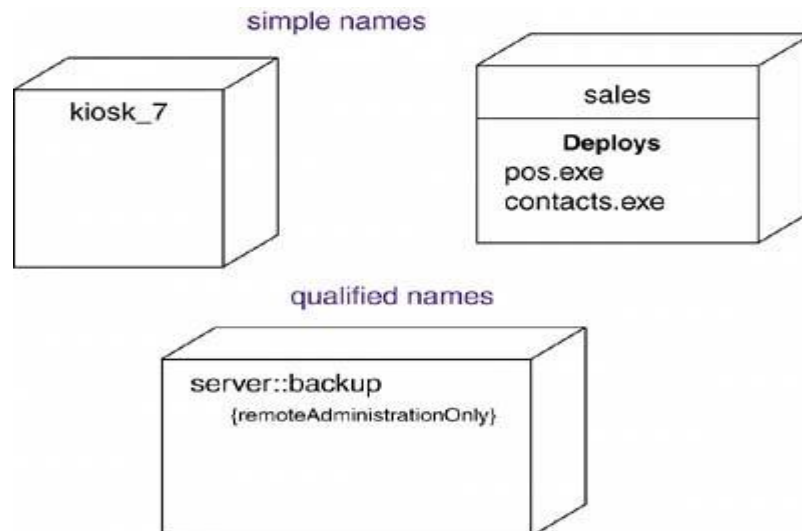 simple names
kiosk_7
sales
Deploys
pos.exe
contacts.exe
qualified names
server::backup
{remoteAdministrationOnly}